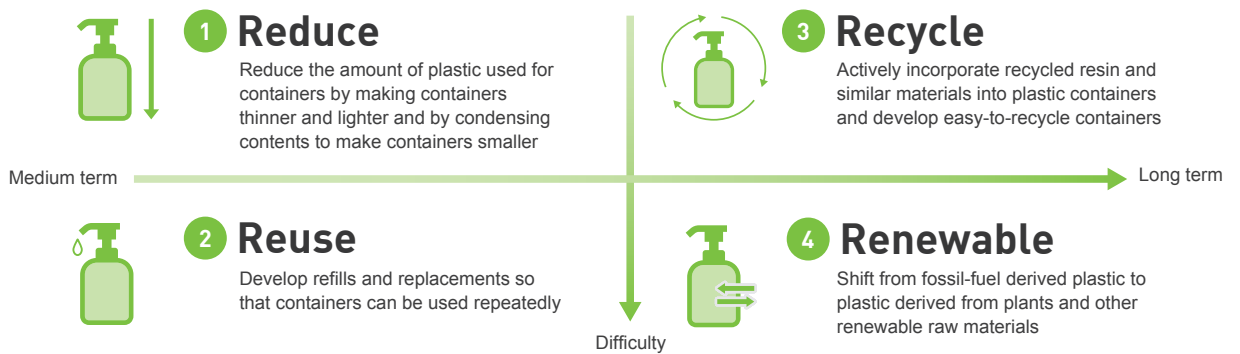 1 Reduce
Reduce the amount of plastic used for
containers by making containers
thinner and lighter and by condensing
contents to make containers smaller
3 Recycle
Actively incorporate recycled resin and
similar materials into plastic containers
and develop easy-to-recycle containers
Medium term
Long term
2 Reuse
Develop refills and replacements so
that containers can be used repeatedly
4 Renewable
Shift from fossil-fuel derived plastic to
plastic derived from plants and other
renewable raw materials
Difficulty